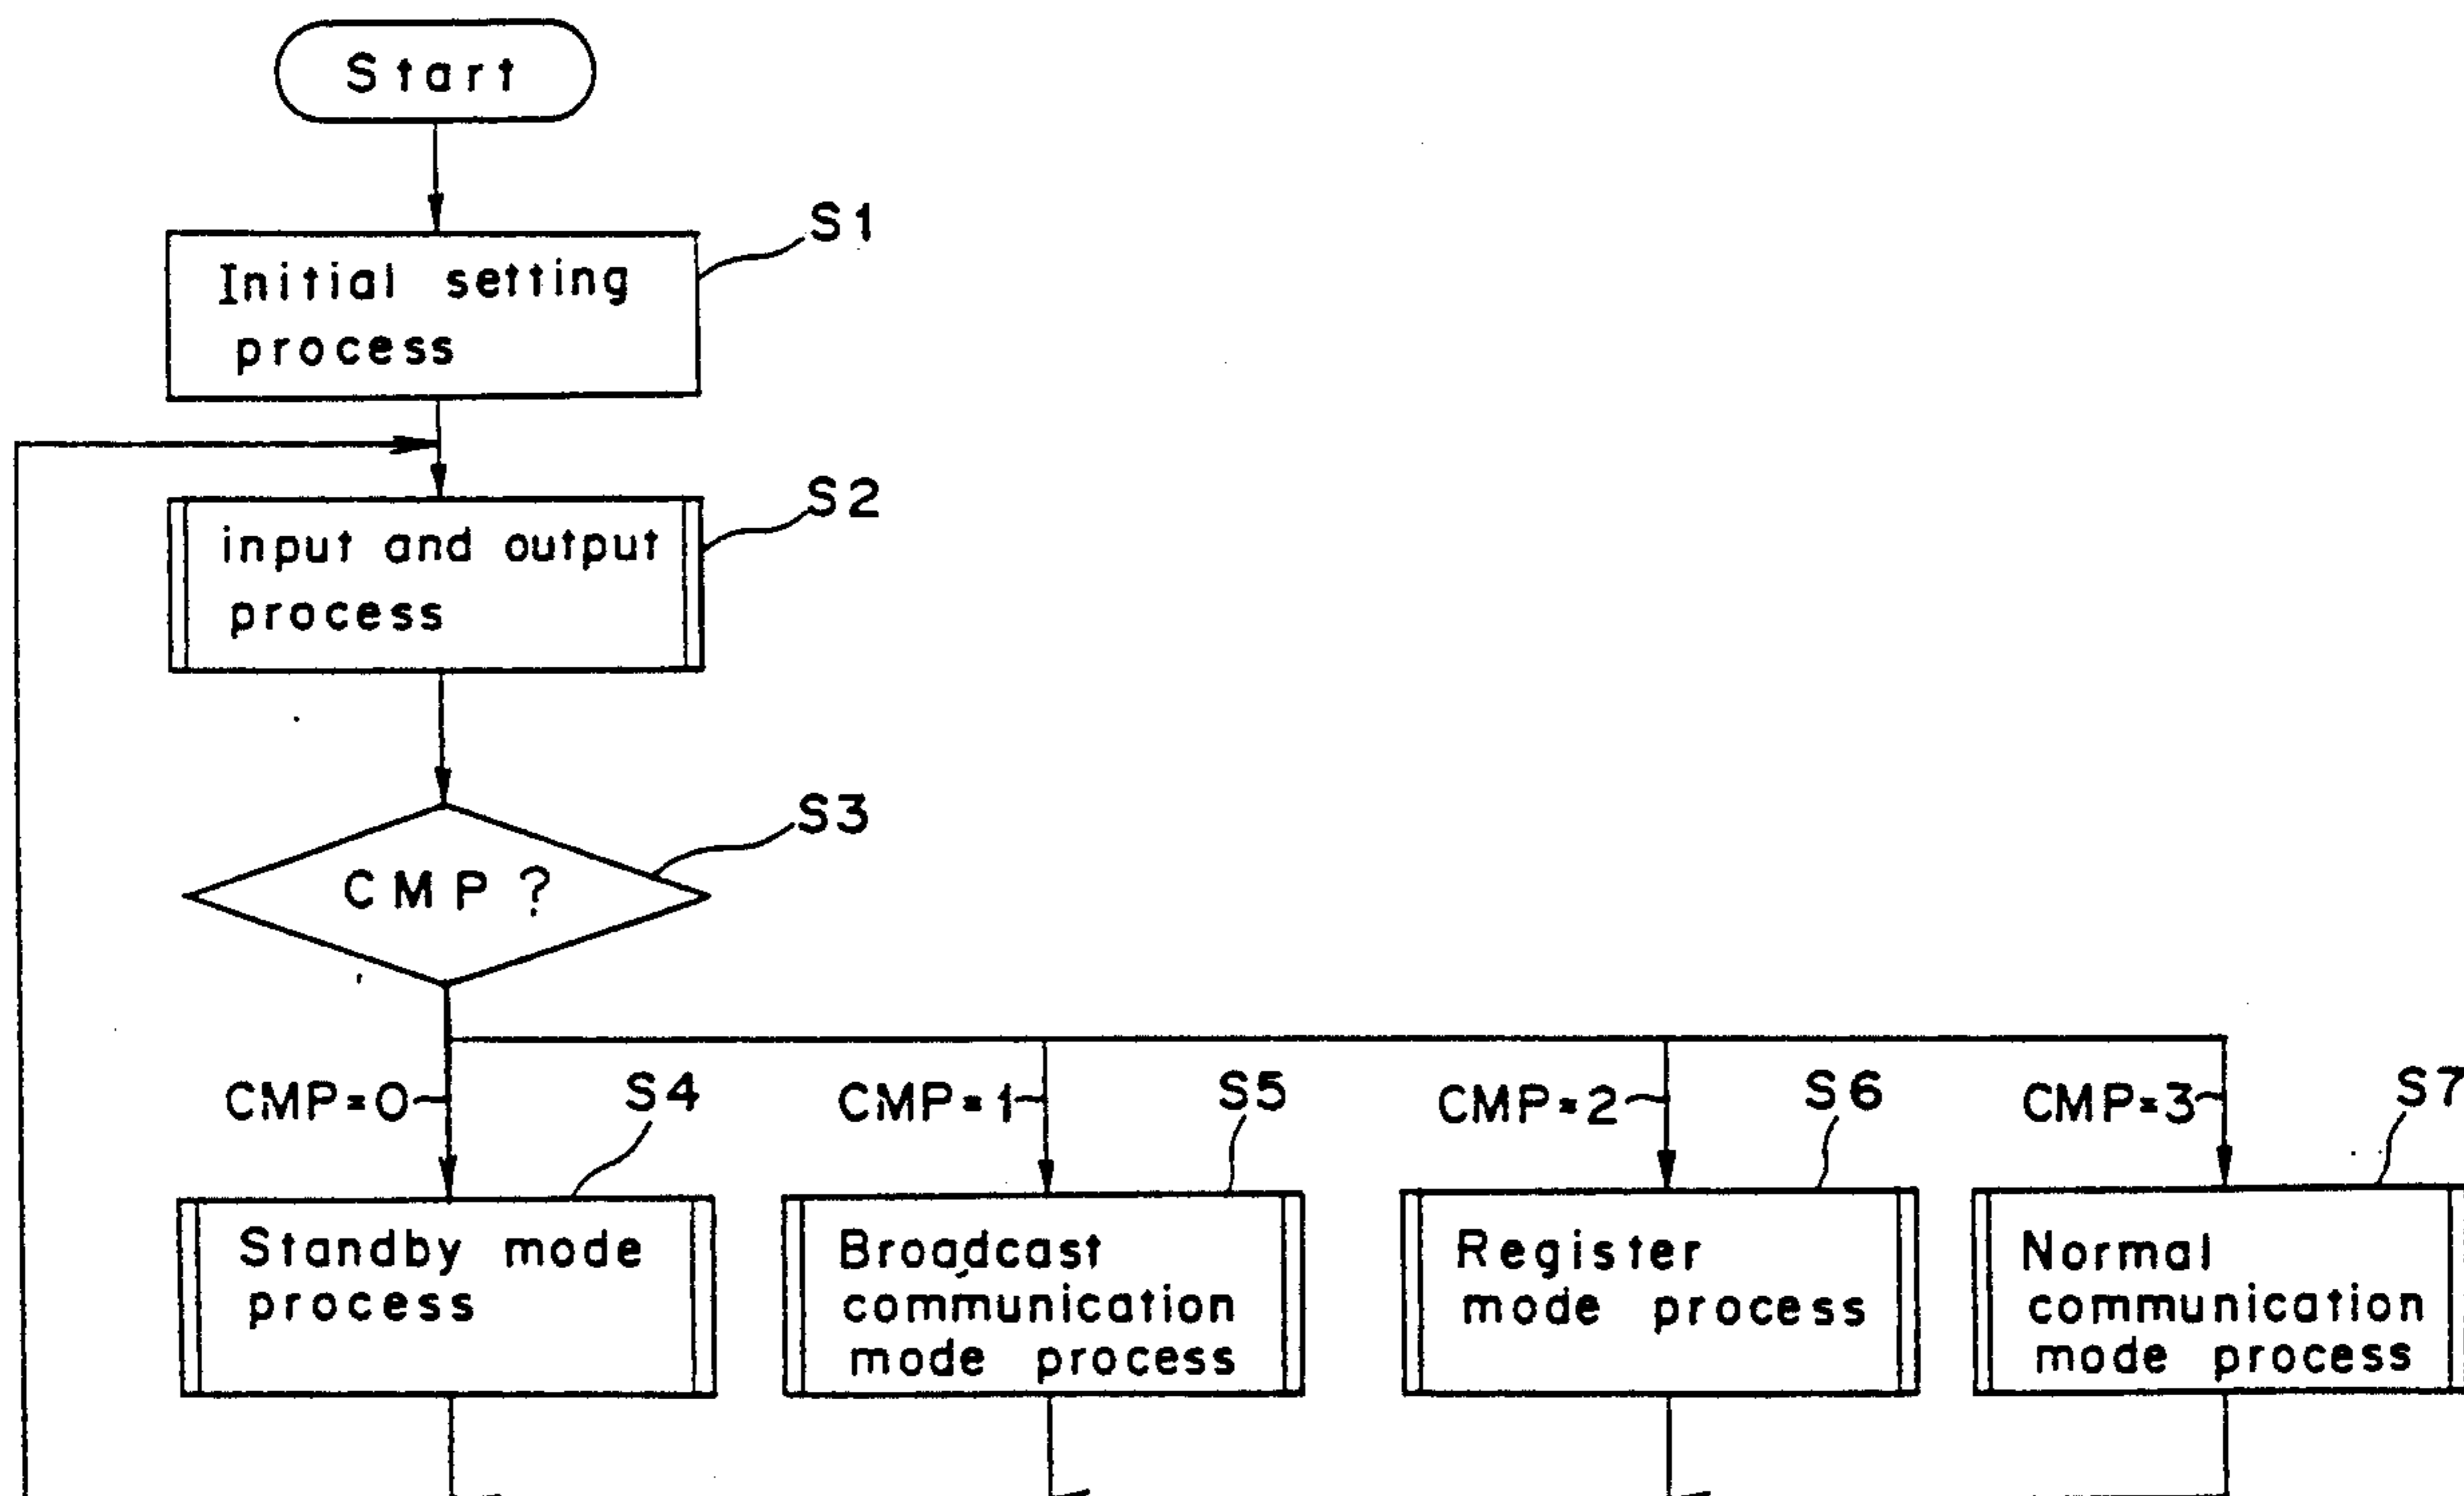 Start
S1
Initial setting
process
S2
input and output
process
S3
CMP ?
CMP=0
S4
CMP=1
S5
CMP=2
S6
CMP=3
S7
Standby mode
process
Broadcast
communication
mode process
Register
mode process
Normal
communication
mode process